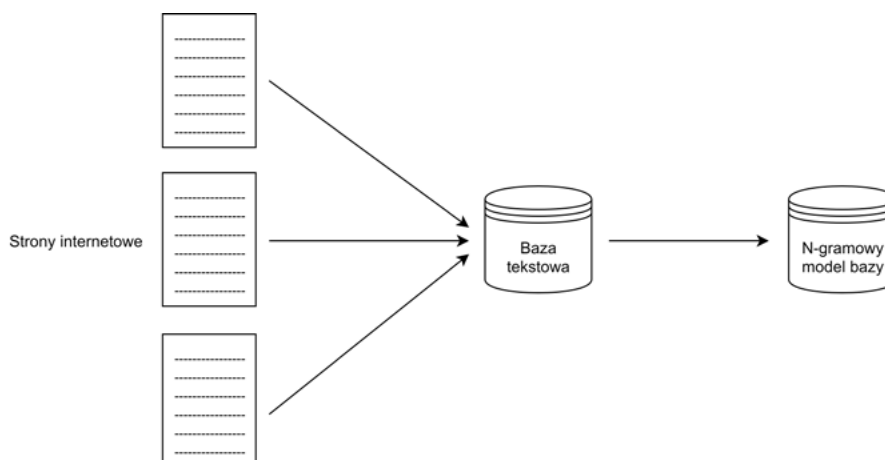 Strony internetowe
Baza
tekstowa
N-gramowy
model bazy